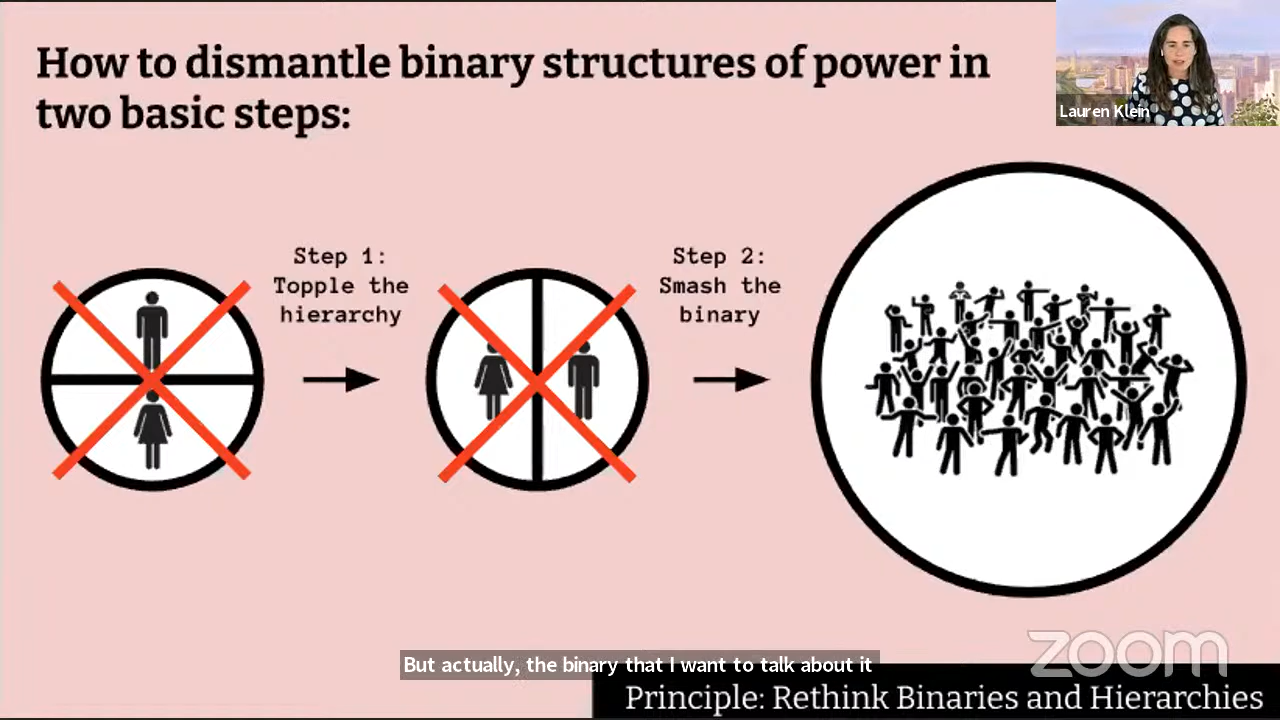 How to dismantle binary structures of power in
two basic steps:
Lauren Klein
Step 1:
Topple the
hierarchy
Step 2:
Smash the
binary
zoom
But actually, the binary that I want to talk about it
Principle: Rethink Binaries and Hierarchies